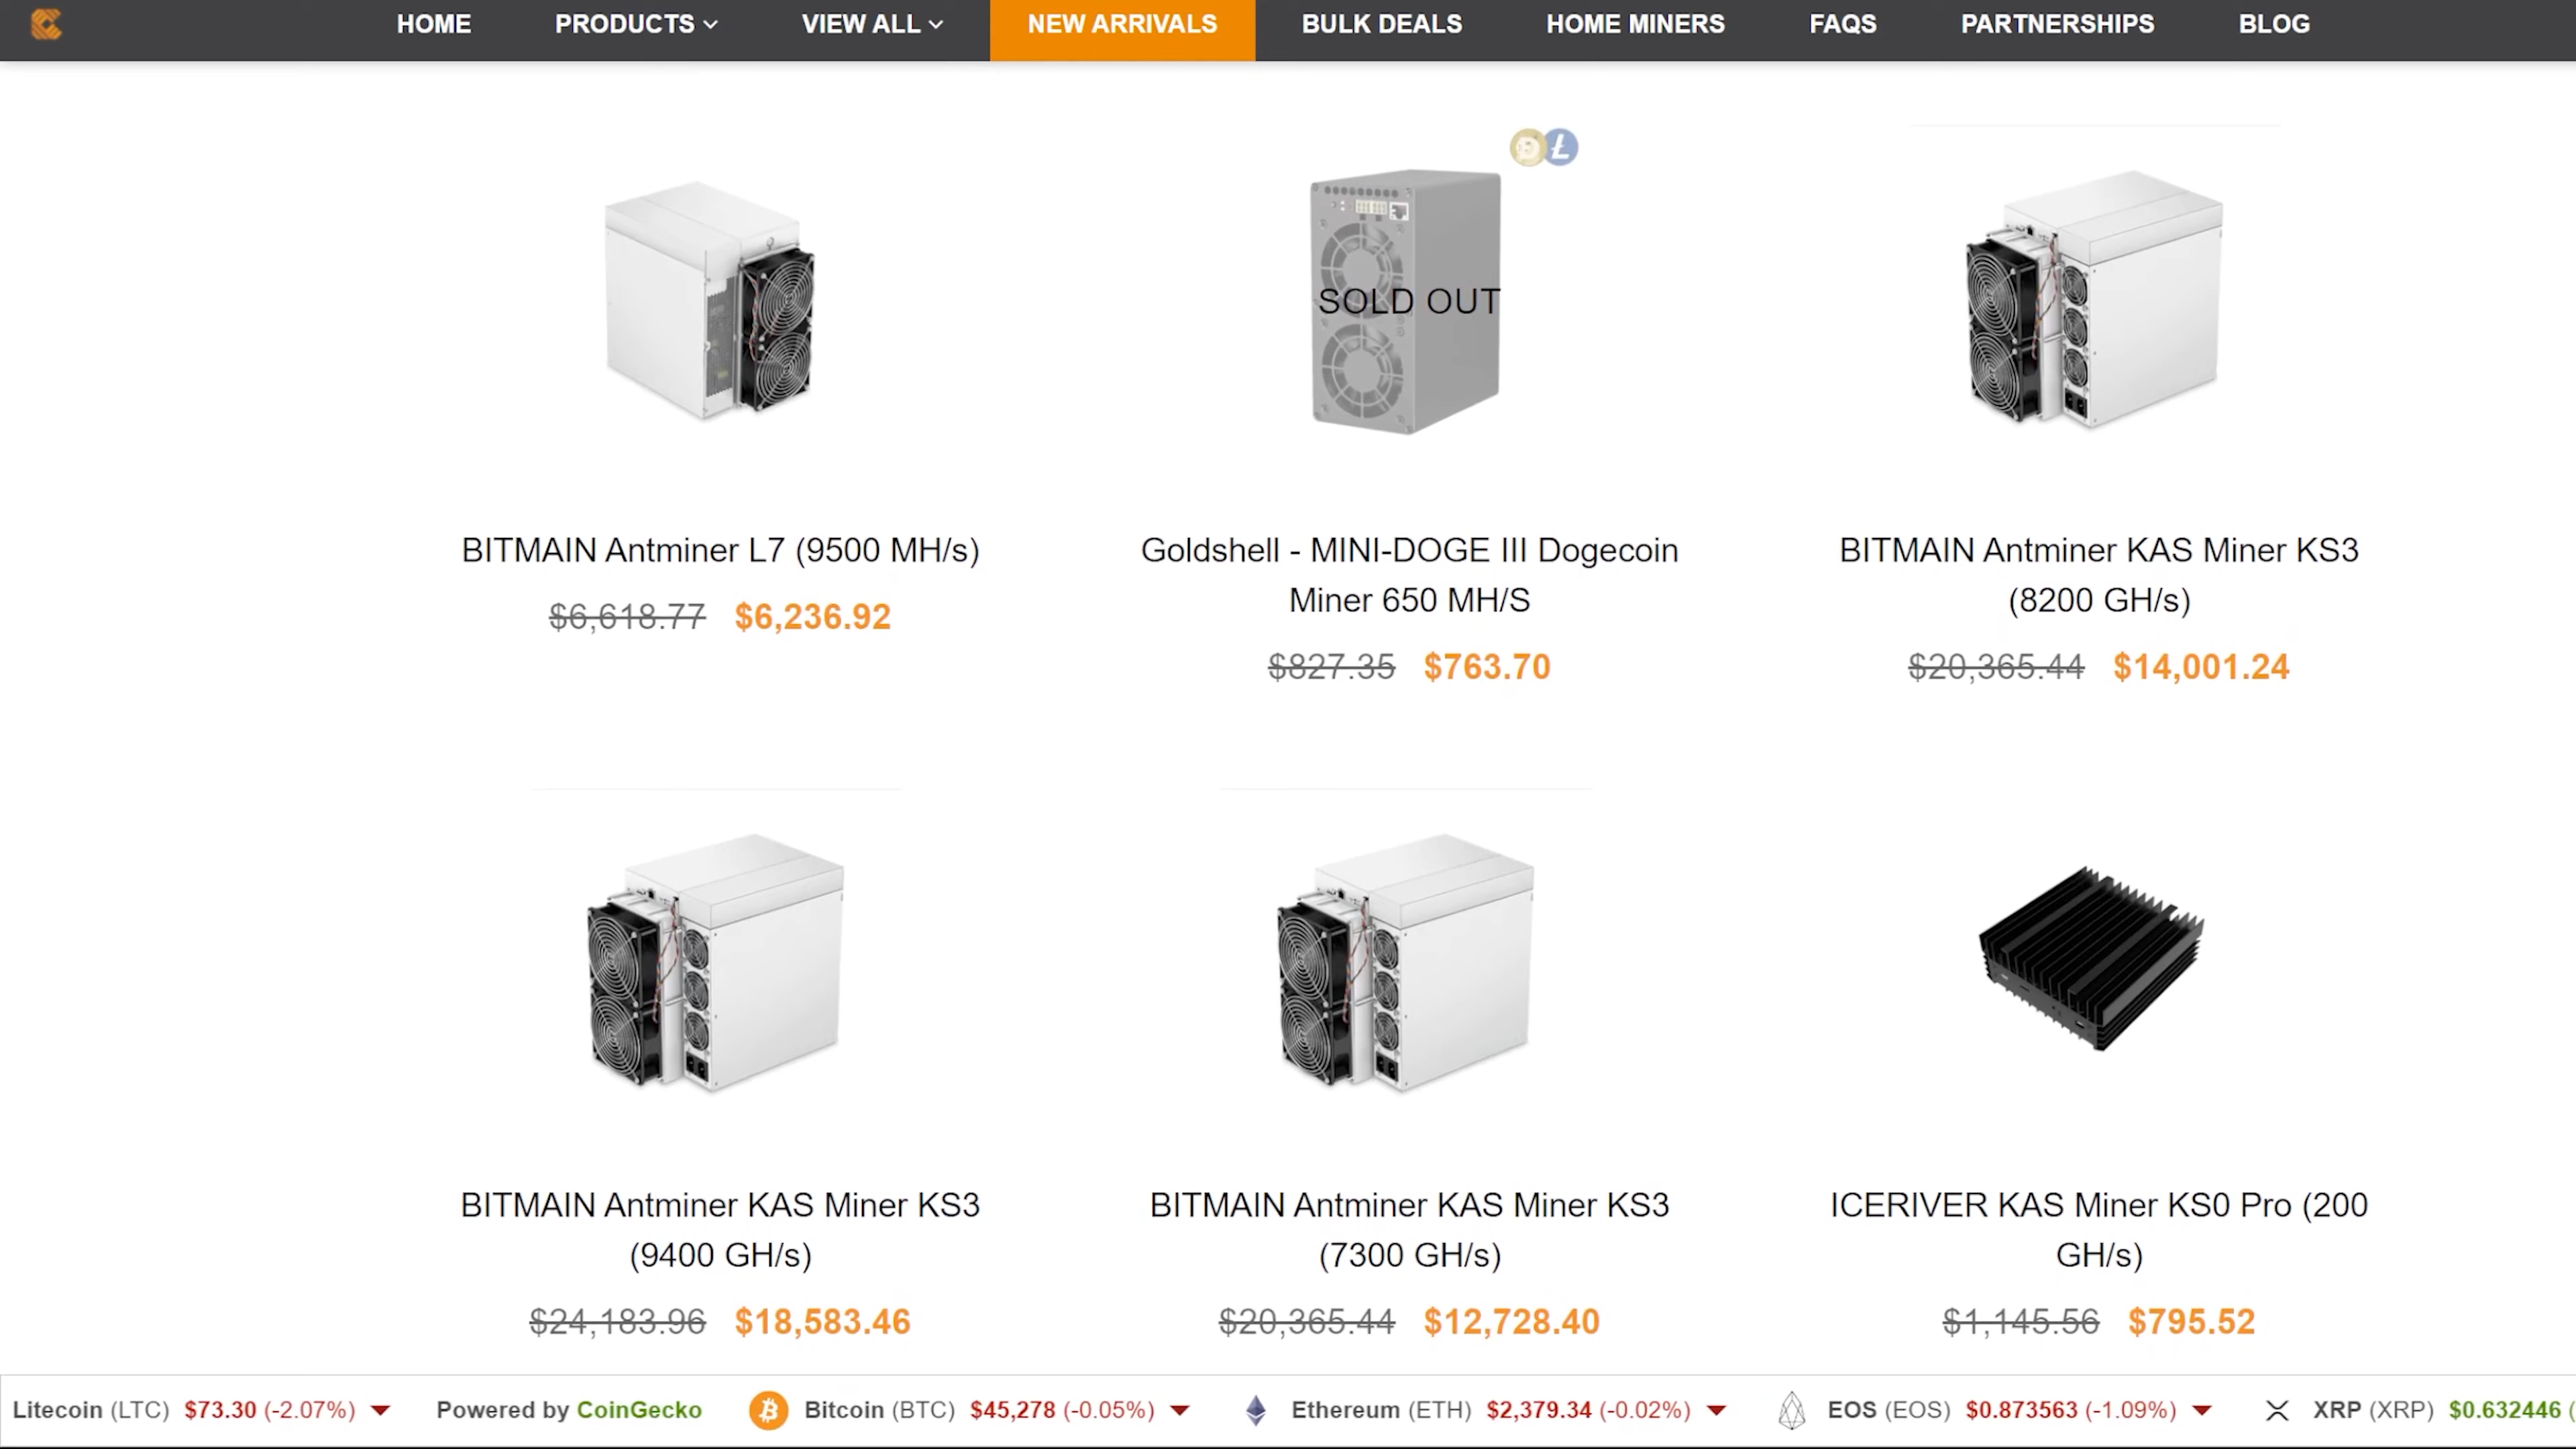 HOME PRODUCTS VIEW ALL NEW ARRIVALS BULK DEALS HOME MINERS FAQS PARTNERSHIPS BLOG
SOLD OUT
BITMAIN Antminer L7 (9500 MH/s)
$6,618.77 $6,236.92
Goldshell - MINI-DOGE III Dogecoin
Miner 650 MH/S
$827.35 $763.70
BITMAIN Antminer KAS Miner KS3
(8200 GH/s)
$20,365.44 $14,001.24
BITMAIN Antminer KAS Miner KS3
(9400 GH/s)
$24,183.96 $18,583.46
BITMAIN Antminer KAS Miner KS3
(7300 GH/s)
$20,365.44 $12,728.40
ICERIVER KAS Miner KS0 Pro (200
GH/s)
$1,145.56 $795.52
Litecoin (LTC) $73.30 (-2.07%) Powered by CoinGecko Bitcoin (BTC) $45,278 (-0.05%) Ethereum (ETH) $2,379.34 (-0.02%) EOS (EOS) $0.873563 (-1.09%) XRP (XRP) $0.632446 (